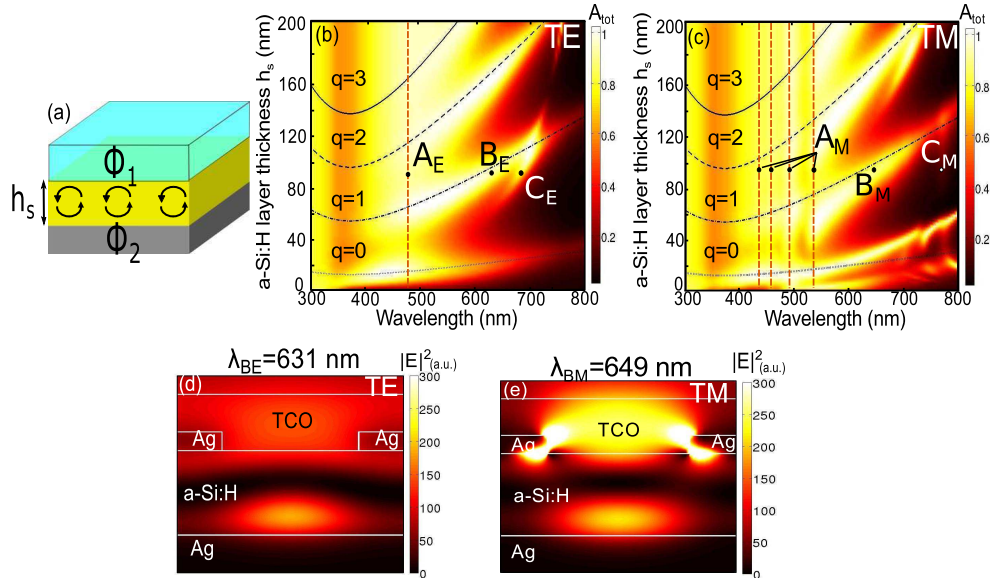 (a)
Φ1
hs
Φ2
a-Si:H layer thickness hs (nm)
200
160
120
80
40
0
(b)
TE
q=3
q=2
q=1
q=0
AE
BE
CE
300
400
500
600
700
800
Wavelength (nm)
Atot
1
0.8
0.6
0.4
0.2
a-Si:H layer thickness hs (nm)
200
160
120
80
40
0
(c)
TM
q=3
q=2
q=1
q=0
AM
BM
CM
300
400
500
600
700
800
Wavelength (nm)
Atot
1
0.8
0.6
0.4
0.2
λBE=631 nm
(d)
TE
TCO
Ag
Ag
a-Si:H
Ag
|E|2(a.u.)
300
250
200
150
100
50
0
λBM=649 nm
(e)
TM
TCO
Ag
Ag
a-Si:H
Ag
|E|2(a.u.)
300
250
200
150
100
50
0